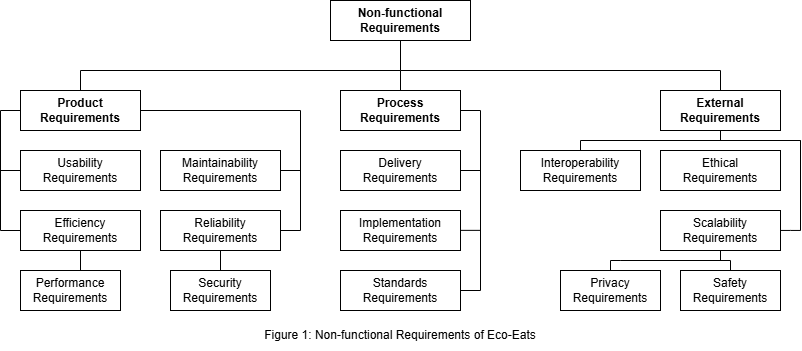 Non-functional
Requirements
Product
Requirements
Process
Requirements
External
Requirements
Usability
Requirements
Maintainability
Requirements
Delivery
Requirements
Interoperability
Requirements
Ethical
Requirements
Efficiency
Requirements
Reliability
Requirements
Implementation
Requirements
Scalability
Requirements
Performance
Requirements
Security
Requirements
Standards
Requirements
Privacy
Requirements
Safety
Requirements
Figure 1: Non-functional Requirements of Eco-Eats